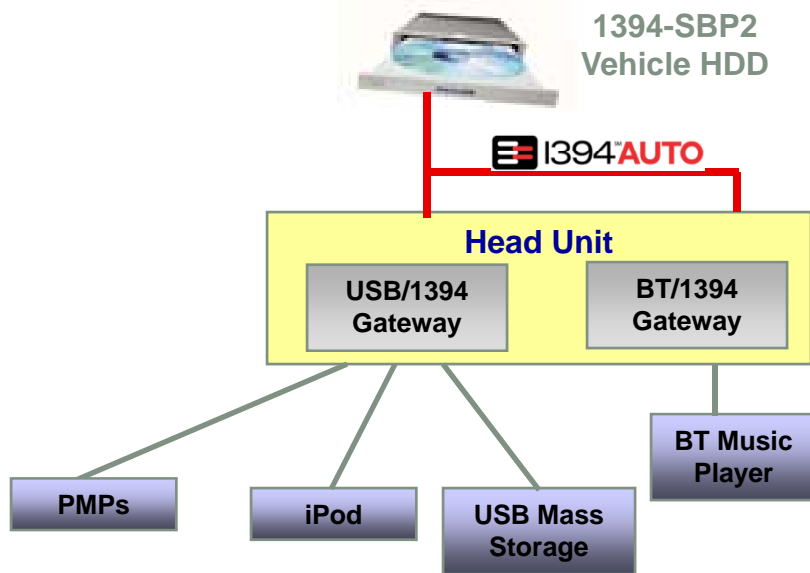 1394-SBP2
Vehicle HDD
1394™AUTO
Head Unit
USB/1394
Gateway
BT/1394
Gateway
BT Music
Player
PMPs
iPod
USB Mass
Storage